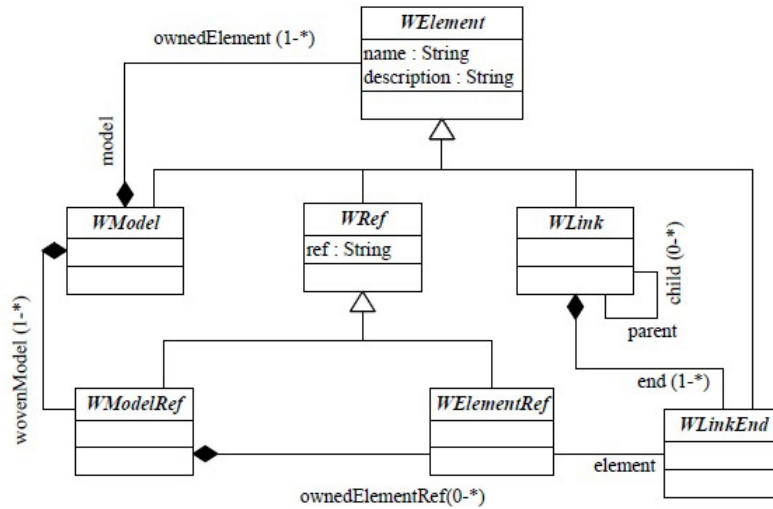 WElement
ownedElement (1-*)
name : String
description : String
model
WModel
WRef
WLink
ref : String
child (0-*)
parent
wovenModel (1-*)
end (1-*)
WModelRef
WElementRef
WLinkEnd
element
ownedElementRef(0-*)